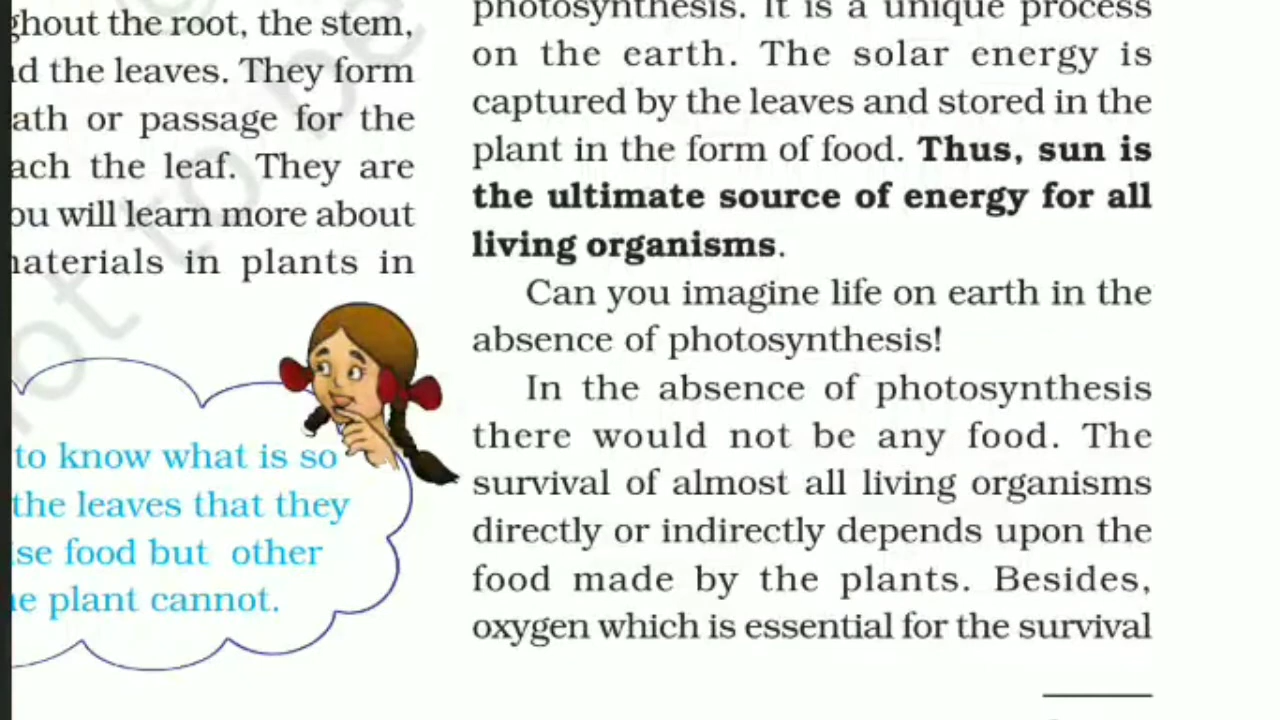 the root, the stem,
the leaves. They form
or passage for the
the leaf. They are
will learn more about
in plants in
to know what is so
the leaves that they
food but other
plant cannot.
photosynthesis. It is a unique process
on the earth. The solar energy is
captured by the leaves and stored in the
plant in the form of food. Thus, sun is
the ultimate source of energy for all
living organisms.
Can you imagine life on earth in the
absence of photosynthesis!
In the absence of photosynthesis
there would not be any food. The
survival of almost all living organisms
directly or indirectly depends upon the
food made by the plants. Besides,
oxygen which is essential for the survival